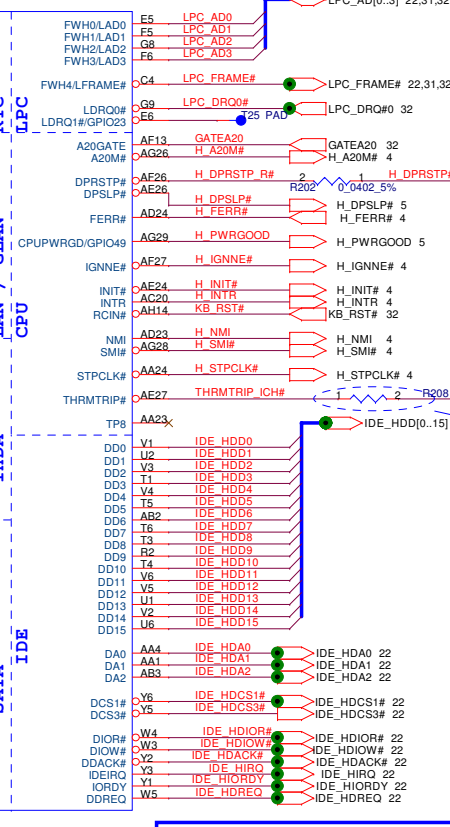 LPC_AD[0..3] 22,31,32
FWH0/LAD0 E5 LPC_AD0
FWH1/LAD1 F5 LPC_AD1
FWH2/LAD2 G8 LPC_AD2
FWH3/LAD3 F6 LPC_AD3
FWH4/LFRAME# C4 LPC_FRAME# LPC_FRAME# 22,31,32
LDRQ0# G9 LPC_DRQ0# LPC_DRQ#0 32
LDRQ1#/GPIO23 E6 T25 PAD
LPC
A20GATE AF13 GATEA20 GATEA20 32
A20M# AG26 H_A20M# H_A20M# 4
DPRSTP# AF26 H_DPRSTP_R# 2 1 H_DPRSTP#
DPSLP# AE26 R202 0_0402_5%
H_DPSLP# H_DPSLP# 5
FERR# AD24 H_FERR# H_FERR# 4
CPUPWRGD/GPIO49 AG29 H_PWRGOOD H_PWRGOOD 5
IGNNE# AF27 H_IGNNE# H_IGNNE# 4
INIT# AE24 H_INIT# H_INIT# 4
INTR AC20 H_INTR H_INTR 4
RCIN# AH14 KB_RST# KB_RST# 32
CPU
NMI AD23 H_NMI H_NMI 4
SMI# AG28 H_SMI# H_SMI# 4
STPCLK# AA24 H_STPCLK# H_STPCLK# 4
THRMTRIP# AE27 THRMTRIP_ICH# 1 2 R208
TP8 AA23 IDE_HDD[0..15]
DD0 V1 IDE_HDD0
DD1 U2 IDE_HDD1
DD2 V3 IDE_HDD2
DD3 T1 IDE_HDD3
DD4 V4 IDE_HDD4
DD5 T5 IDE_HDD5
DD6 AB2 IDE_HDD6
DD7 T6 IDE_HDD7
DD8 T3 IDE_HDD8
DD9 R2 IDE_HDD9
DD10 T4 IDE_HDD10
DD11 V6 IDE_HDD11
DD12 V5 IDE_HDD12
DD13 U1 IDE_HDD13
DD14 V2 IDE_HDD14
DD15 U6 IDE_HDD15
IDE
DA0 AA4 IDE_HDA0 IDE_HDA0 22
DA1 AA1 IDE_HDA1 IDE_HDA1 22
DA2 AB3 IDE_HDA2 IDE_HDA2 22
DCS1# Y6 IDE_HDCS1# IDE_HDCS1# 22
DCS3# Y5 IDE_HDCS3# IDE_HDCS3# 22
DIOR# W4 IDE_HDIOR# IDE_HDIOR# 22
DIOW# W3 IDE_HDIOW# IDE_HDIOW# 22
DDACK# Y2 IDE_HDACK# IDE_HDACK# 22
IDEIRQ Y3 IDE_HIRQ IDE_HIRQ 22
IORDY Y1 IDE_HIORDY IDE_HIORDY 22
DDREQ W5 IDE_HDREQ IDE_HDREQ 22